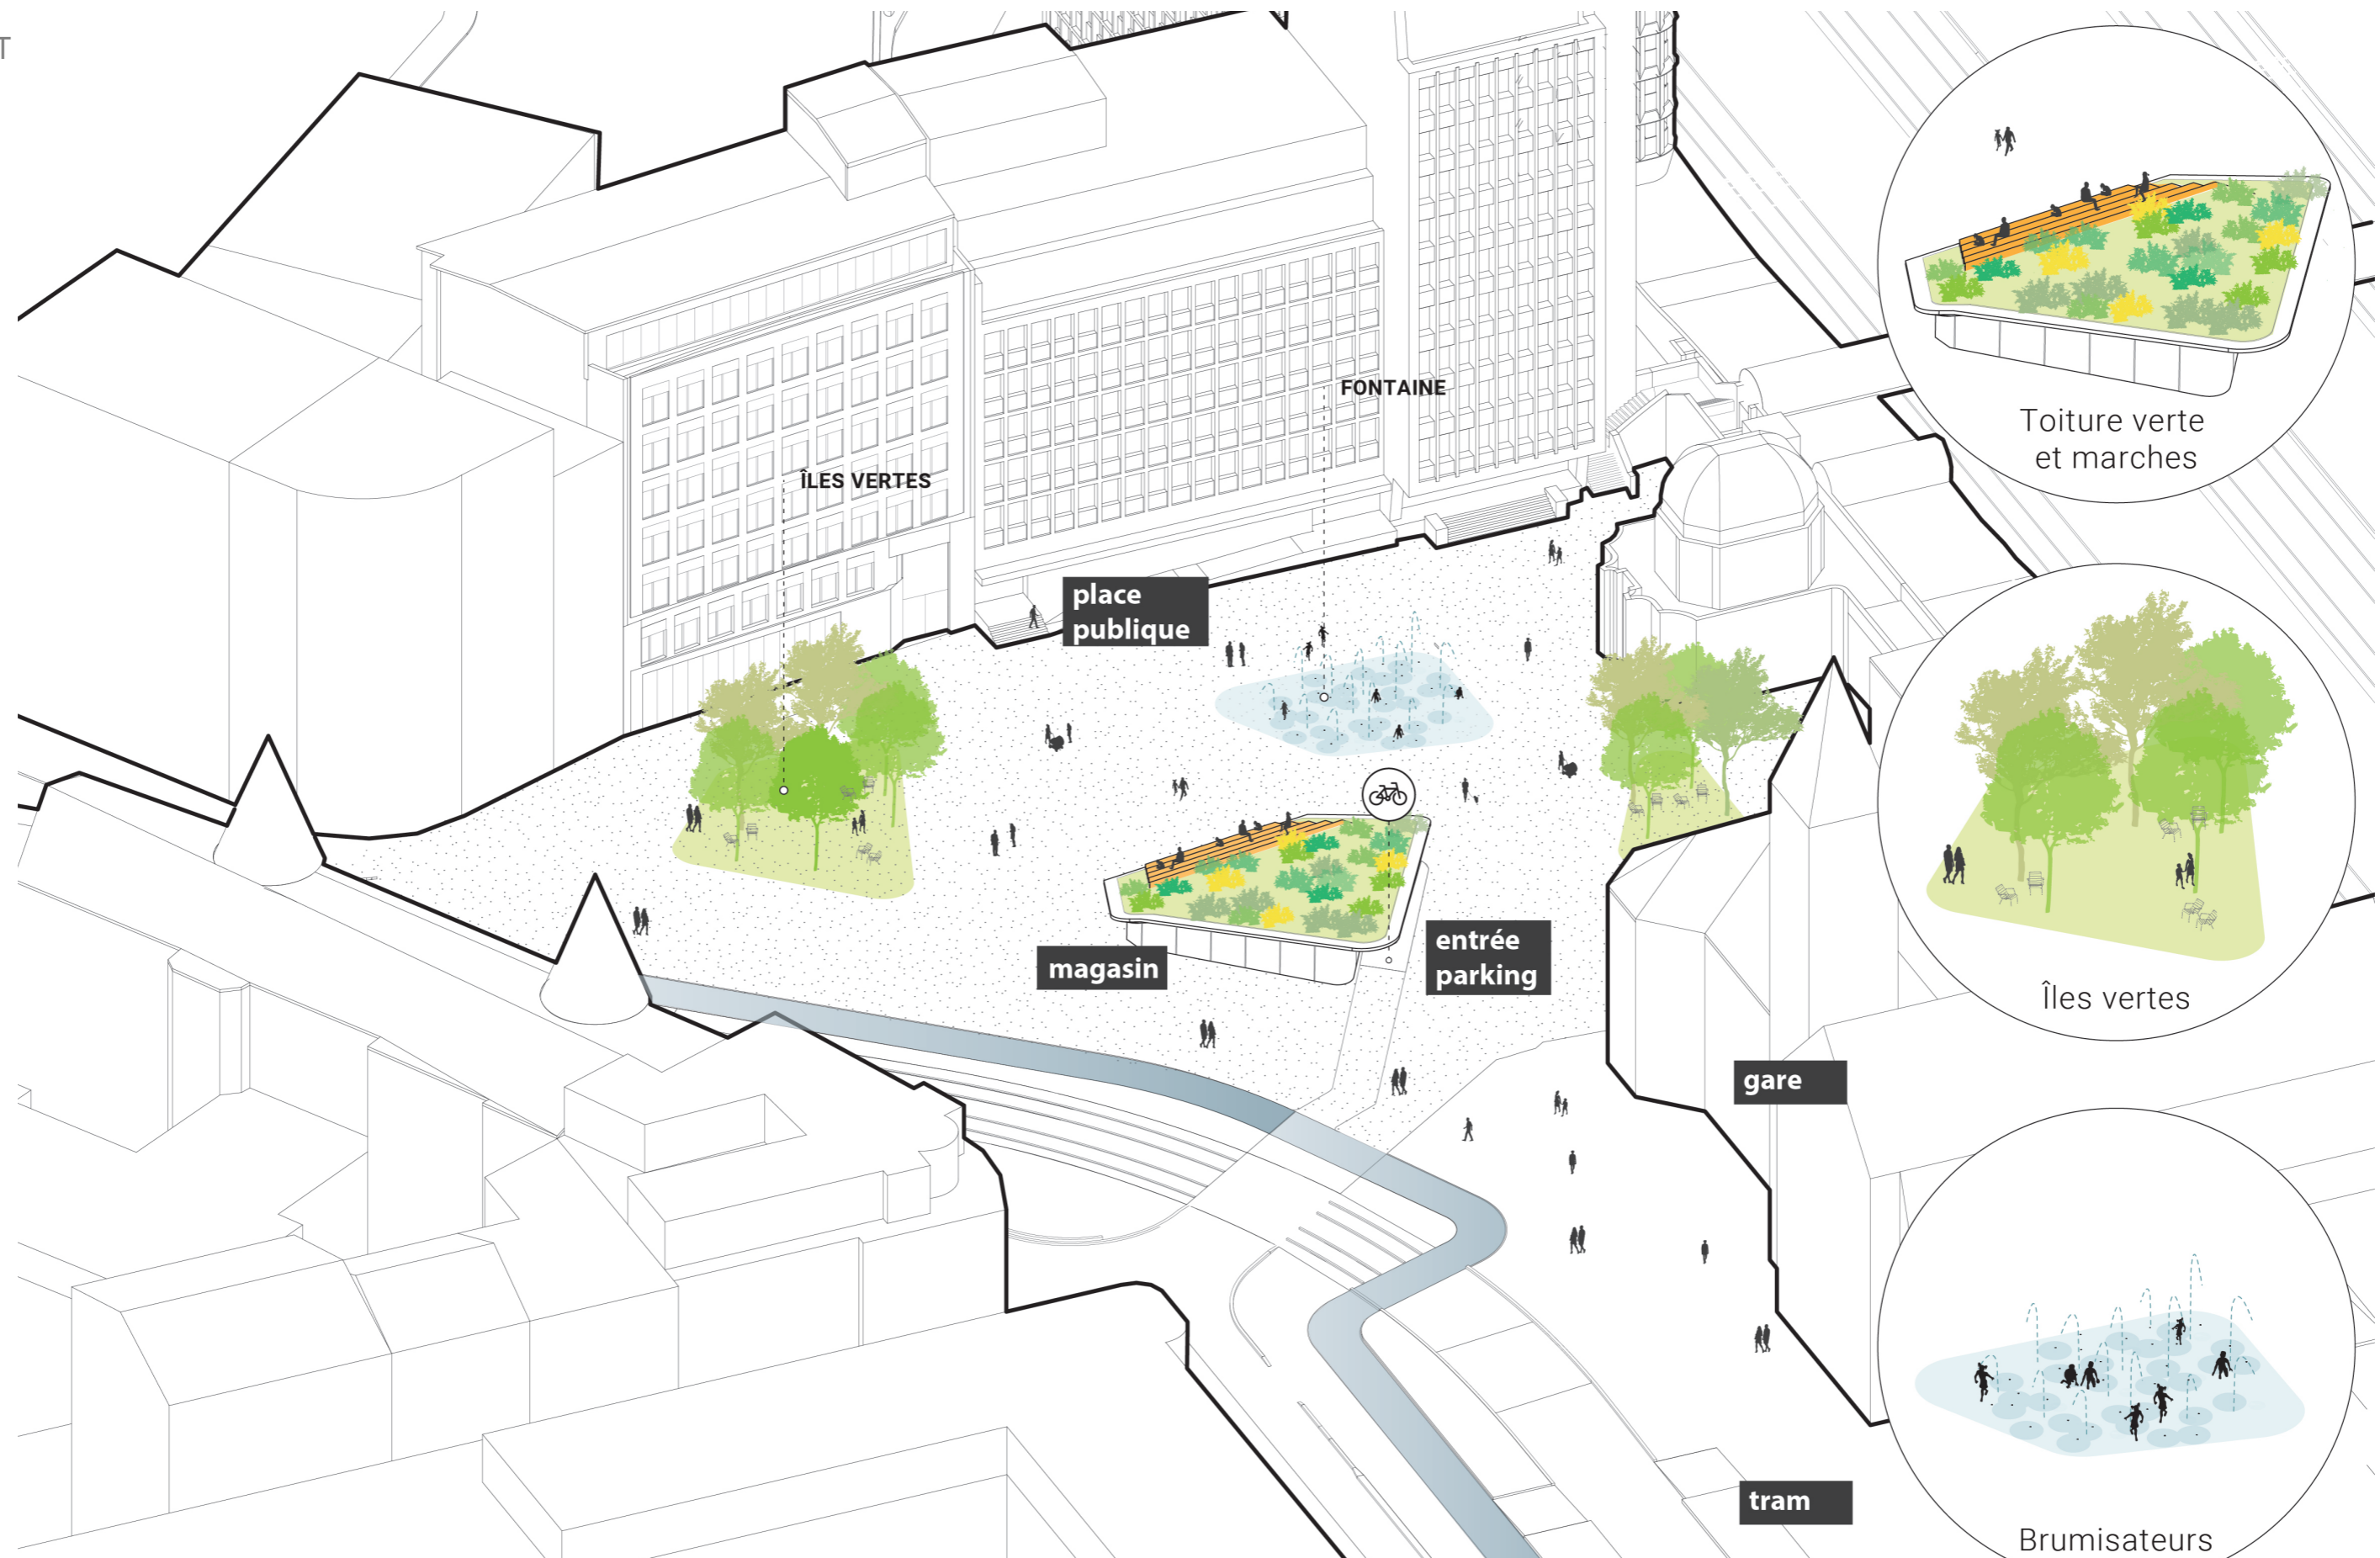 T
FONTAINE
ÎLES VERTES
place
publique
magasin
entrée
parking
gare
tram
Toiture verte
et marches
Îles vertes
Brumisateurs